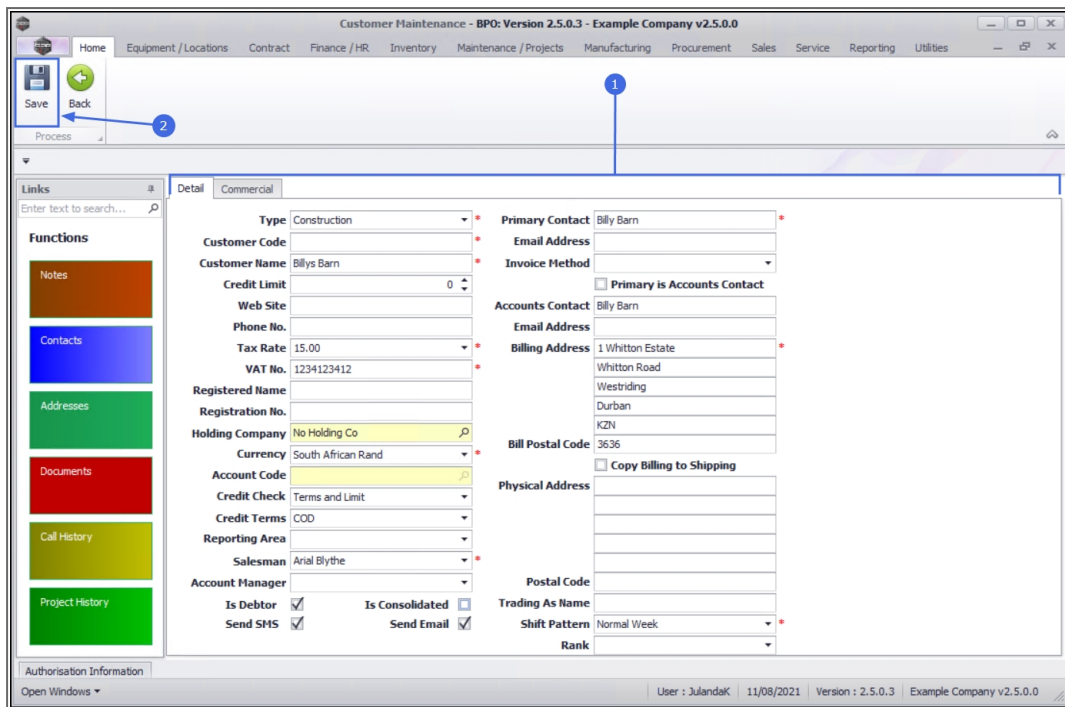 Customer Maintenance - BPO: Version 2.5.0.3 - Example Company v2.5.0.0
Home Equipment / Locations Contract Finance / HR Inventory Maintenance / Projects Manufacturing Procurement Sales Service Reporting Utilities
Save Back
1
2
Process
Links
Detail Commercial
Enter text to search...
Functions
Notes
Contacts
Addresses
Documents
Call History
Project History
Type Construction * Primary Contact Billy Barn *
Customer Code * Email Address
Customer Name Billys Barn * Invoice Method
Credit Limit 0 Primary is Accounts Contact
Web Site Accounts Contact Billy Barn
Phone No. Email Address
Tax Rate 15.00 * Billing Address 1 Whitton Estate *
VAT No. 1234123412 * Whitton Road
Registered Name Westriding
Registration No. Durban
Holding Company No Holding Co KZN
Currency South African Rand * Bill Postal Code 3636
Account Code Copy Billing to Shipping
Credit Check Terms and Limit Physical Address
Credit Terms COD
Reporting Area
Salesman Arial Blythe *
Account Manager Postal Code
Is Debtor Is Consolidated Trading As Name
Send SMS Send Email Shift Pattern Normal Week *
Rank
Authorisation Information
Open Windows User : JulandaK 11/08/2021 Version : 2.5.0.3 Example Company v2.5.0.0